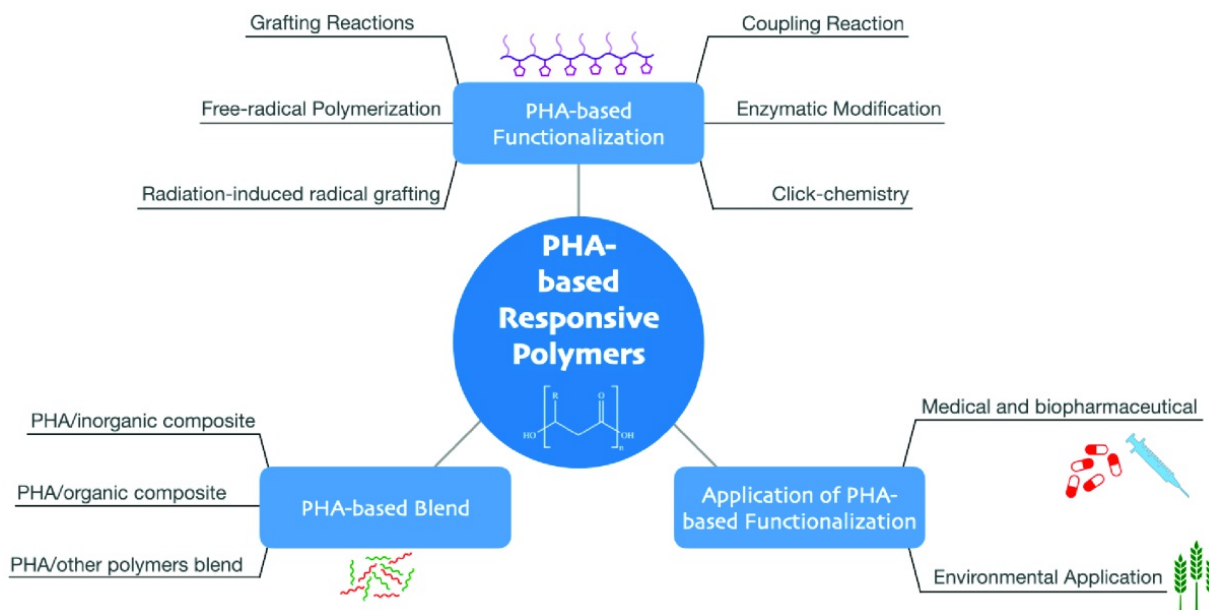 Grafting Reactions
Coupling Reaction
Free-radical Polymerization
PHA-based
Functionalization
Enzymatic Modification
Radiation-induced radical grafting
Click-chemistry
PHA-
based
Responsive
Polymers
R
O
HO
OH
n
PHA/inorganic composite
PHA/organic composite
PHA/other polymers blend
PHA-based Blend
Application of PHA-
based Functionalization
Medical and biopharmaceutical
Environmental Application